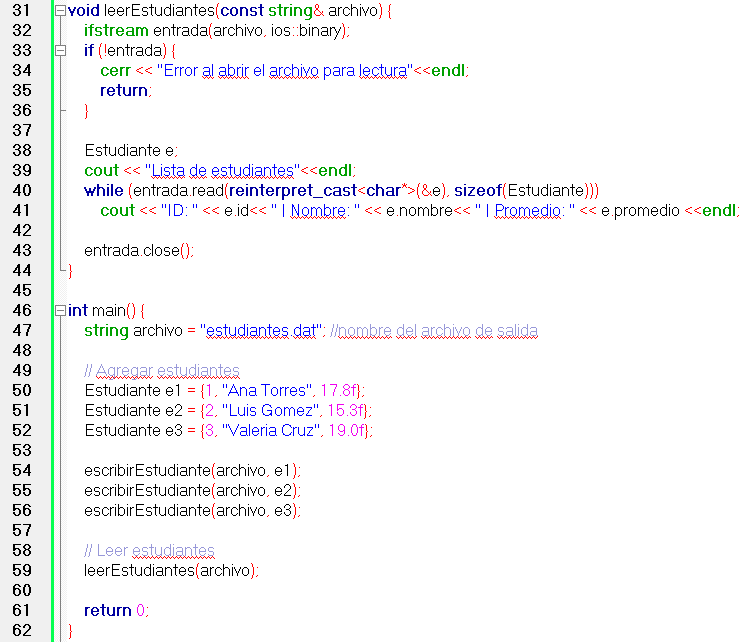 31 void leerEstudiantes(const string& archivo) {
32 ifstream entrada(archivo, ios::binary);
33 if (!entrada) {
34 cerr << "Error al abrir el archivo para lectura"<<endl;
35 return;
36 }
37
38 Estudiante e;
39 cout << "Lista de estudiantes"<<endl;
40 while (entrada.read(reinterpret_cast<char*>(&e), sizeof(Estudiante)))
41 cout << "ID: " << e.id<< " | Nombre: " << e.nombre<< " | Promedio: " << e.promedio <<endl;
42
43 entrada.close();
44 }
45
46 int main() {
47 string archivo = "estudiantes.dat"; //nombre del archivo de salida
48
49 // Agregar estudiantes
50 Estudiante e1 = {1, "Ana Torres", 17.8f};
51 Estudiante e2 = {2, "Luis Gomez", 15.3f};
52 Estudiante e3 = {3, "Valeria Cruz", 19.0f};
53
54 escribirEstudiante(archivo, e1);
55 escribirEstudiante(archivo, e2);
56 escribirEstudiante(archivo, e3);
57
58 // Leer estudiantes
59 leerEstudiantes(archivo);
60
61 return 0;
62 }